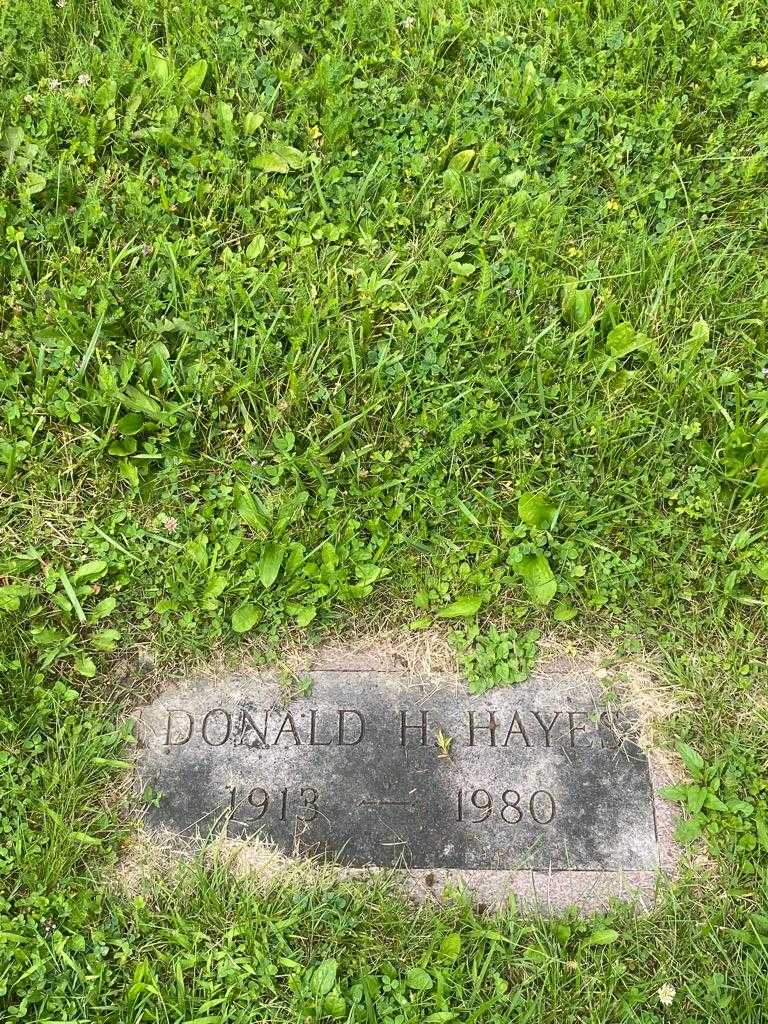 DONALD H. HAYES
1913 — 1980